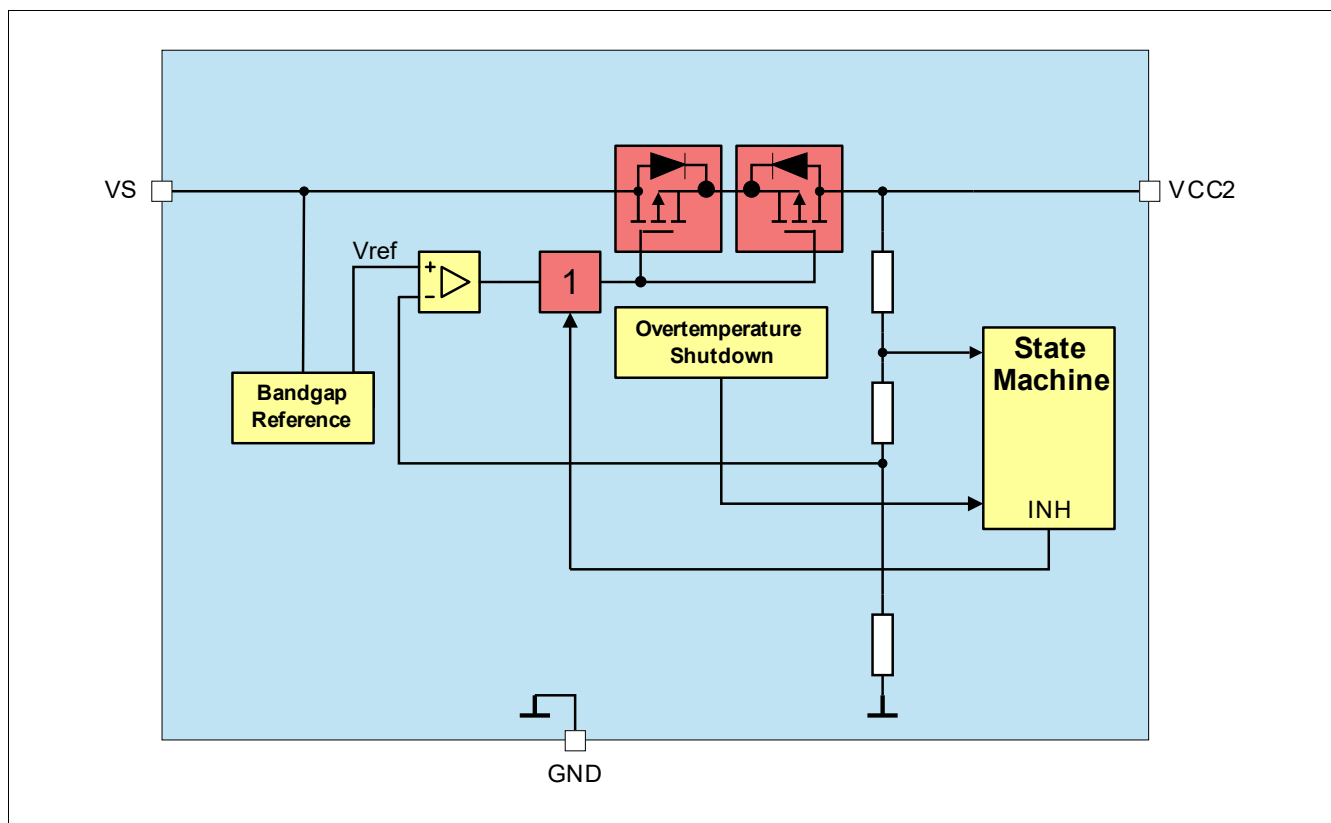 VS
VCC2
Vref
+
−
1
Overtemperature
Shutdown
State
Machine
Bandgap
Reference
INH
GND